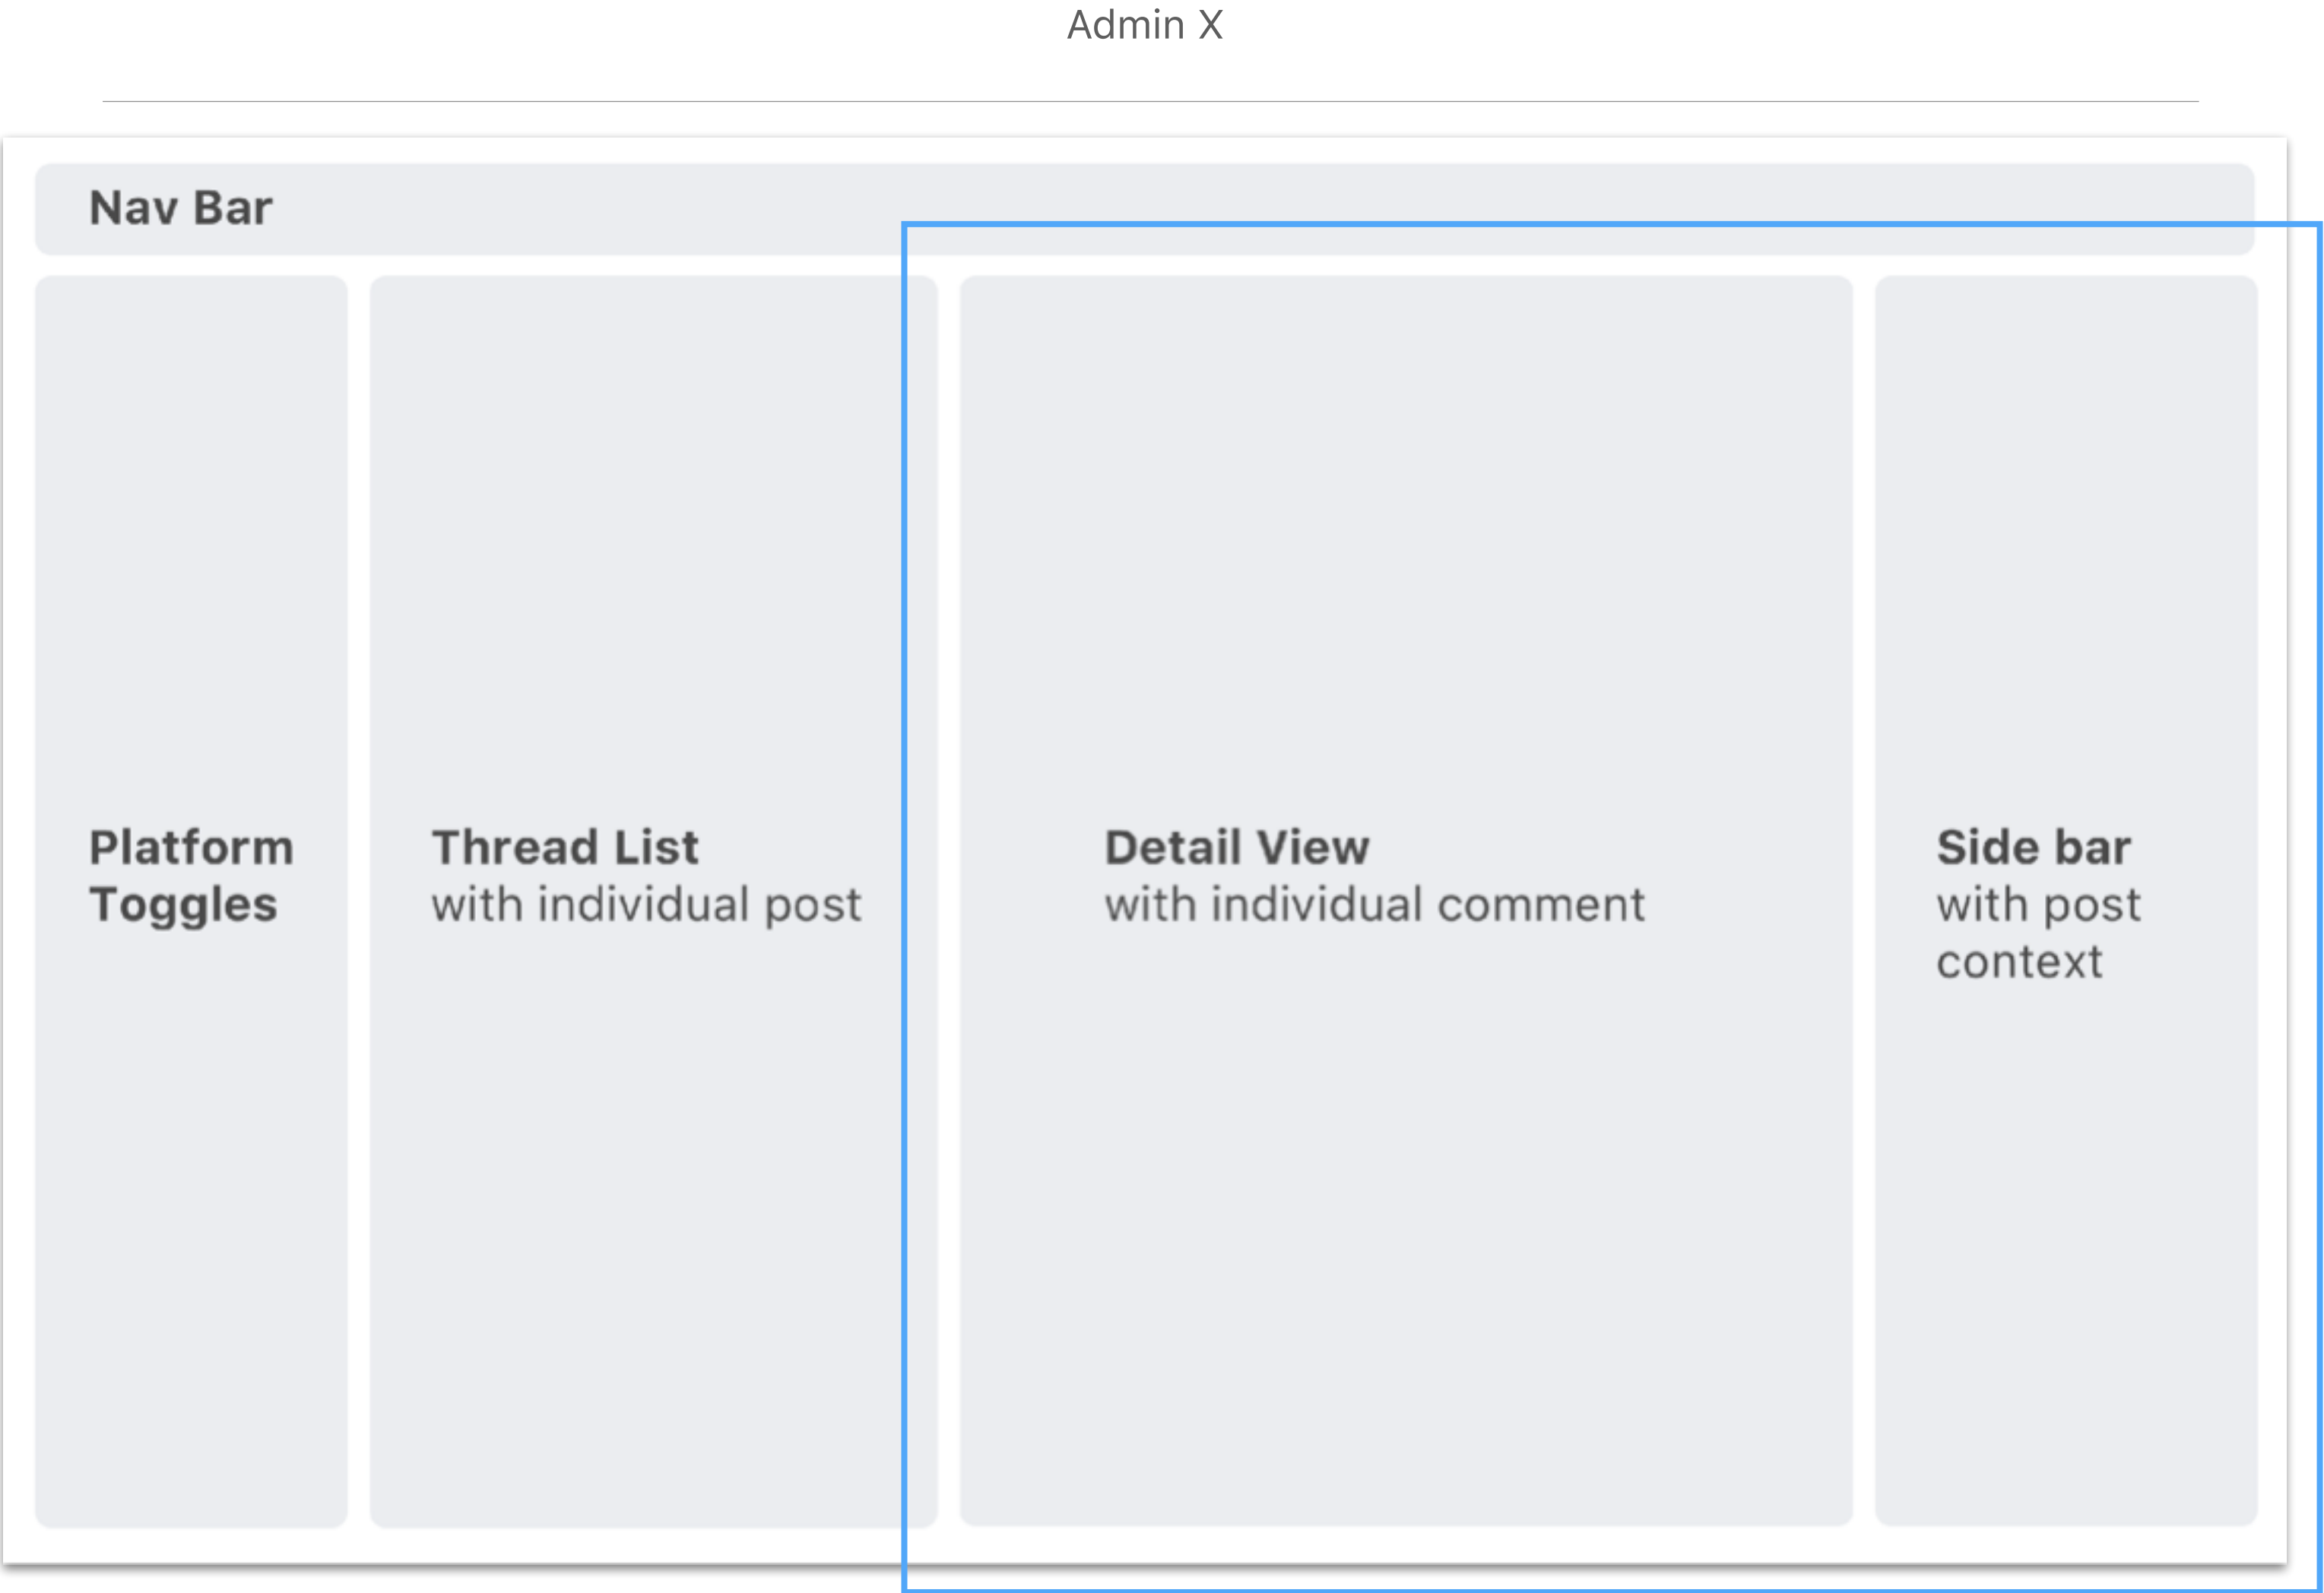 Admin X
Nav Bar
Platform
Toggles
Thread List
with individual post
Detail View
with individual comment
Side bar
with post
context